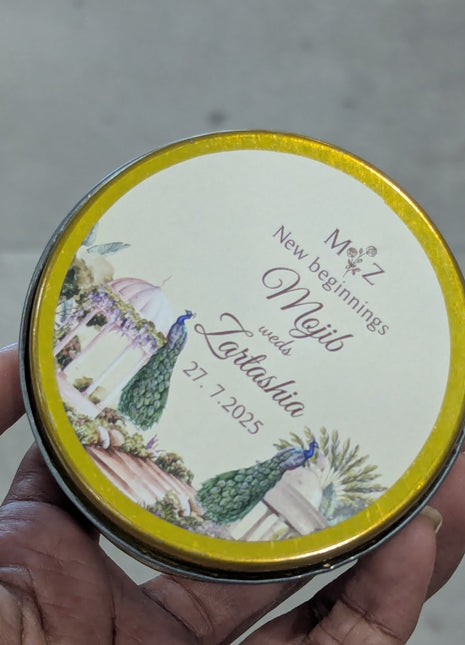 M Z
New beginnings
Mojib
weds
Zartashia
27.7.2025